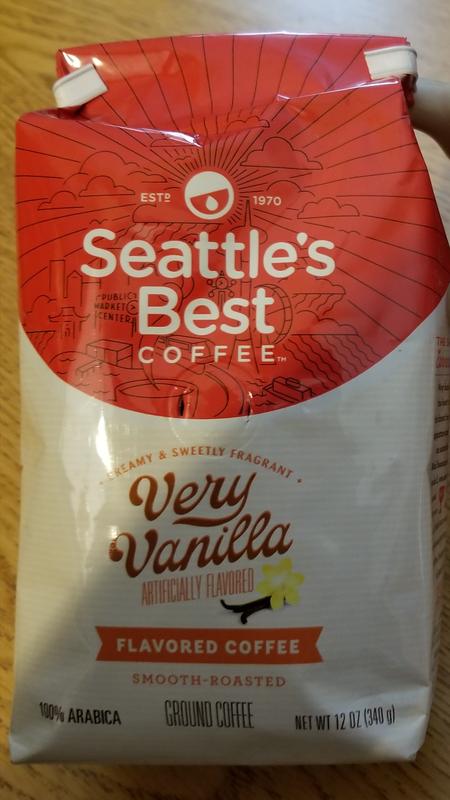 ESTD 1970
Seattle's
Best
COFFEE™
PUBLIC
MARKET
CENTER
CREAMY & SWEETLY FRAGRANT
Very
Vanilla
ARTIFICIALLY FLAVORED
FLAVORED COFFEE
SMOOTH-ROASTED
100% ARABICA
GROUND COFFEE
NET WT 12 OZ (340 g)